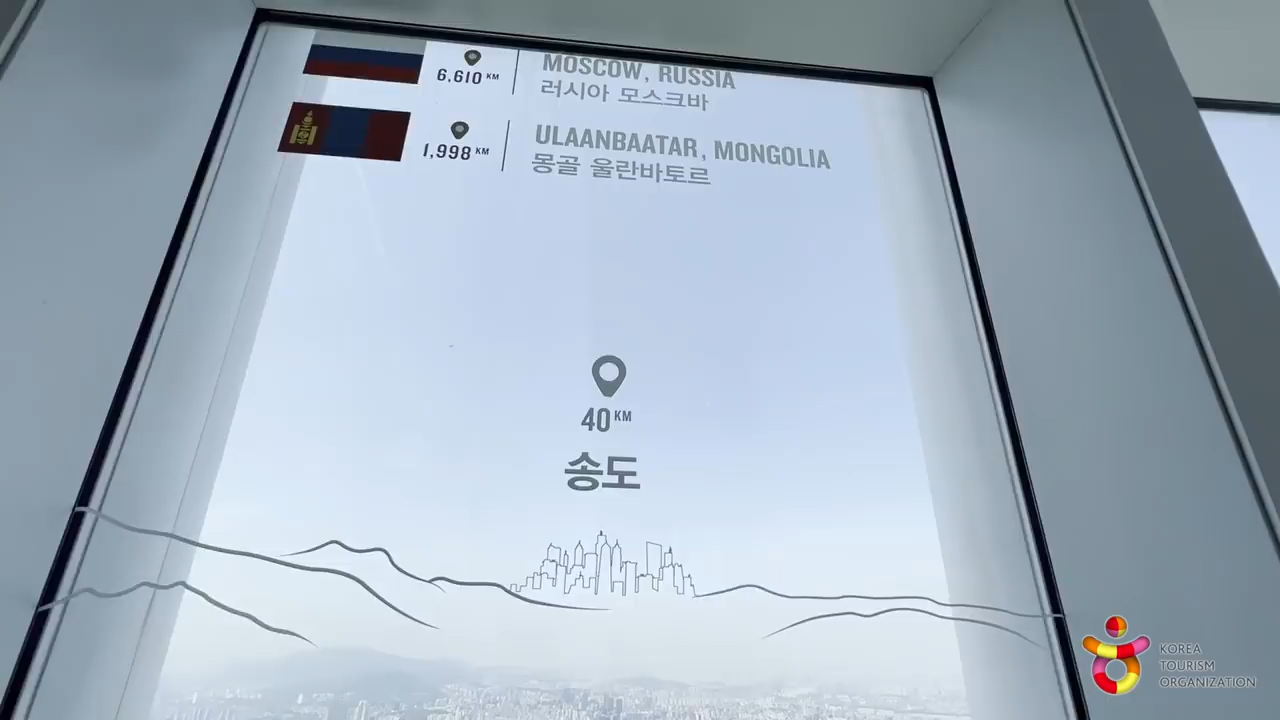 6,610 KM
MOSCOW, RUSSIA
러시아 모스크바
1,998 KM
ULAANBAATAR, MONGOLIA
몽골 울란바토르
40 KM
송도
KOREA
TOURISM
ORGANIZATION